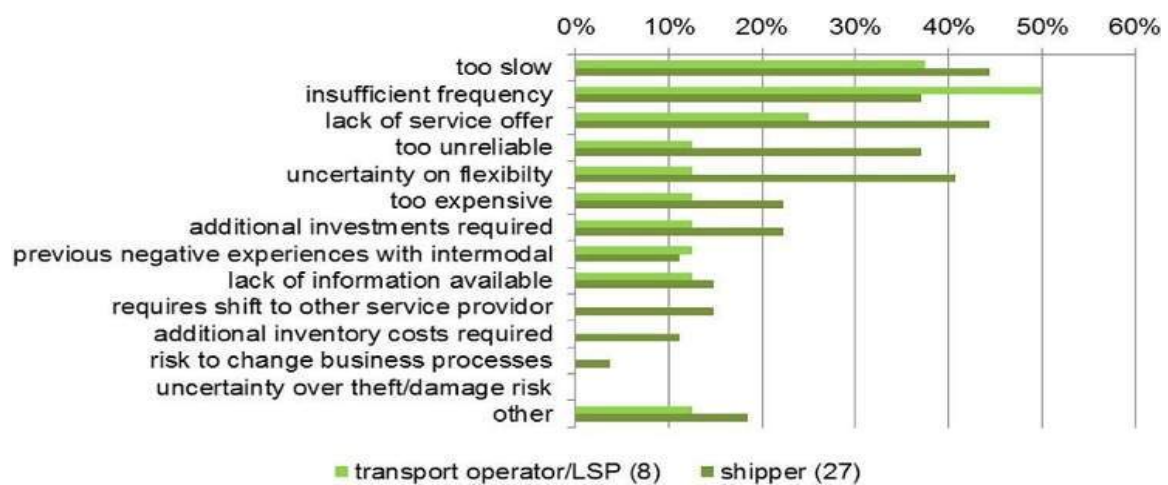 0% 10% 20% 30% 40% 50% 60%
too slow
insufficient frequency
lack of service offer
too unreliable
uncertainty on flexibilty
too expensive
additional investments required
previous negative experiences with intermodal
lack of information available
requires shift to other service providor
additional inventory costs required
risk to change business processes
uncertainty over theft/damage risk
other
transport operator/LSP (8) shipper (27)